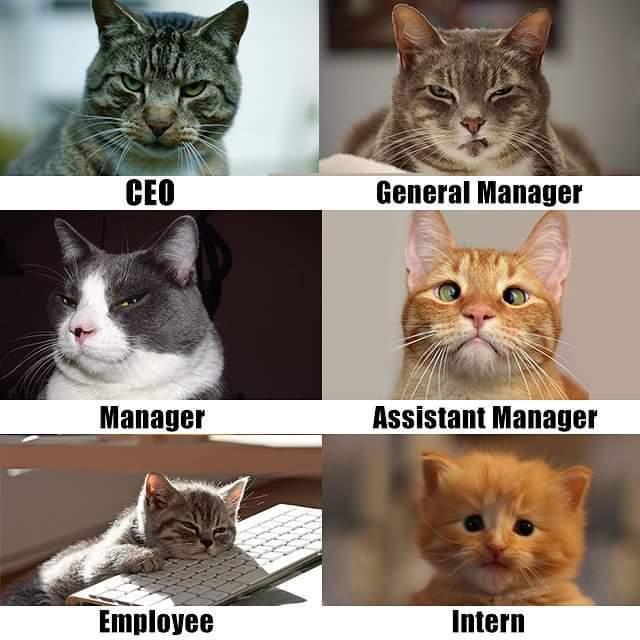 CEO
General Manager
Manager
Assistant Manager
Employee
Intern